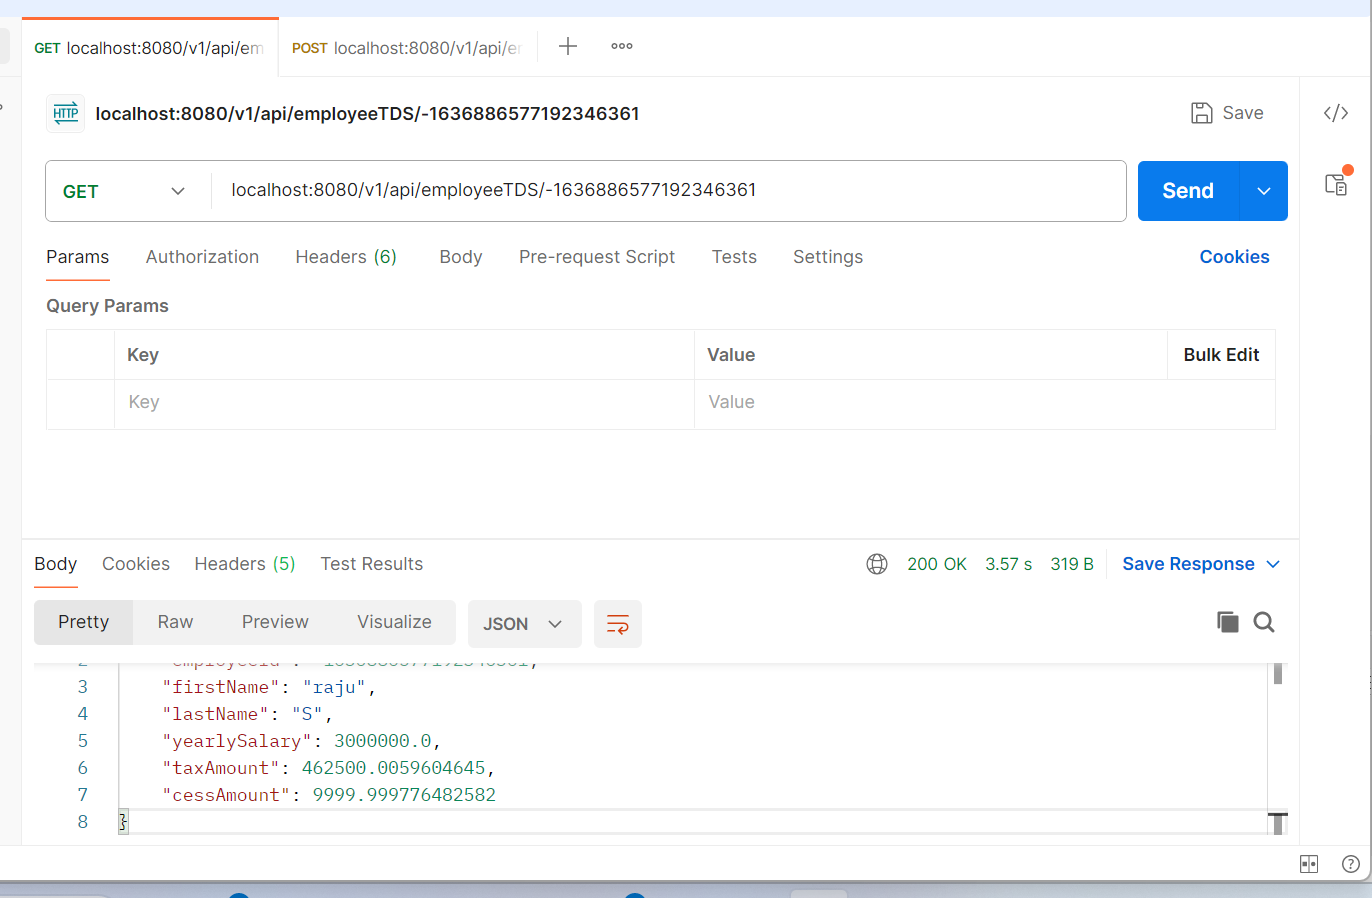 GET localhost:8080/v1/api/em
POST localhost:8080/v1/api/er
HTTP localhost:8080/v1/api/employeeTDS/-1636886577192346361
Save
GET localhost:8080/v1/api/employeeTDS/-1636886577192346361
Send
Params Authorization Headers (6) Body Pre-request Script Tests Settings Cookies
Query Params
Key Value Bulk Edit
Key Value
Body Cookies Headers (5) Test Results 200 OK 3.57 s 319 B Save Response
Pretty Raw Preview Visualize JSON
3 "firstName": "raju",
4 "lastName": "S",
5 "yearlySalary": 3000000.0,
6 "taxAmount": 462500.0059604645,
7 "cessAmount": 9999.999776482582
8 }